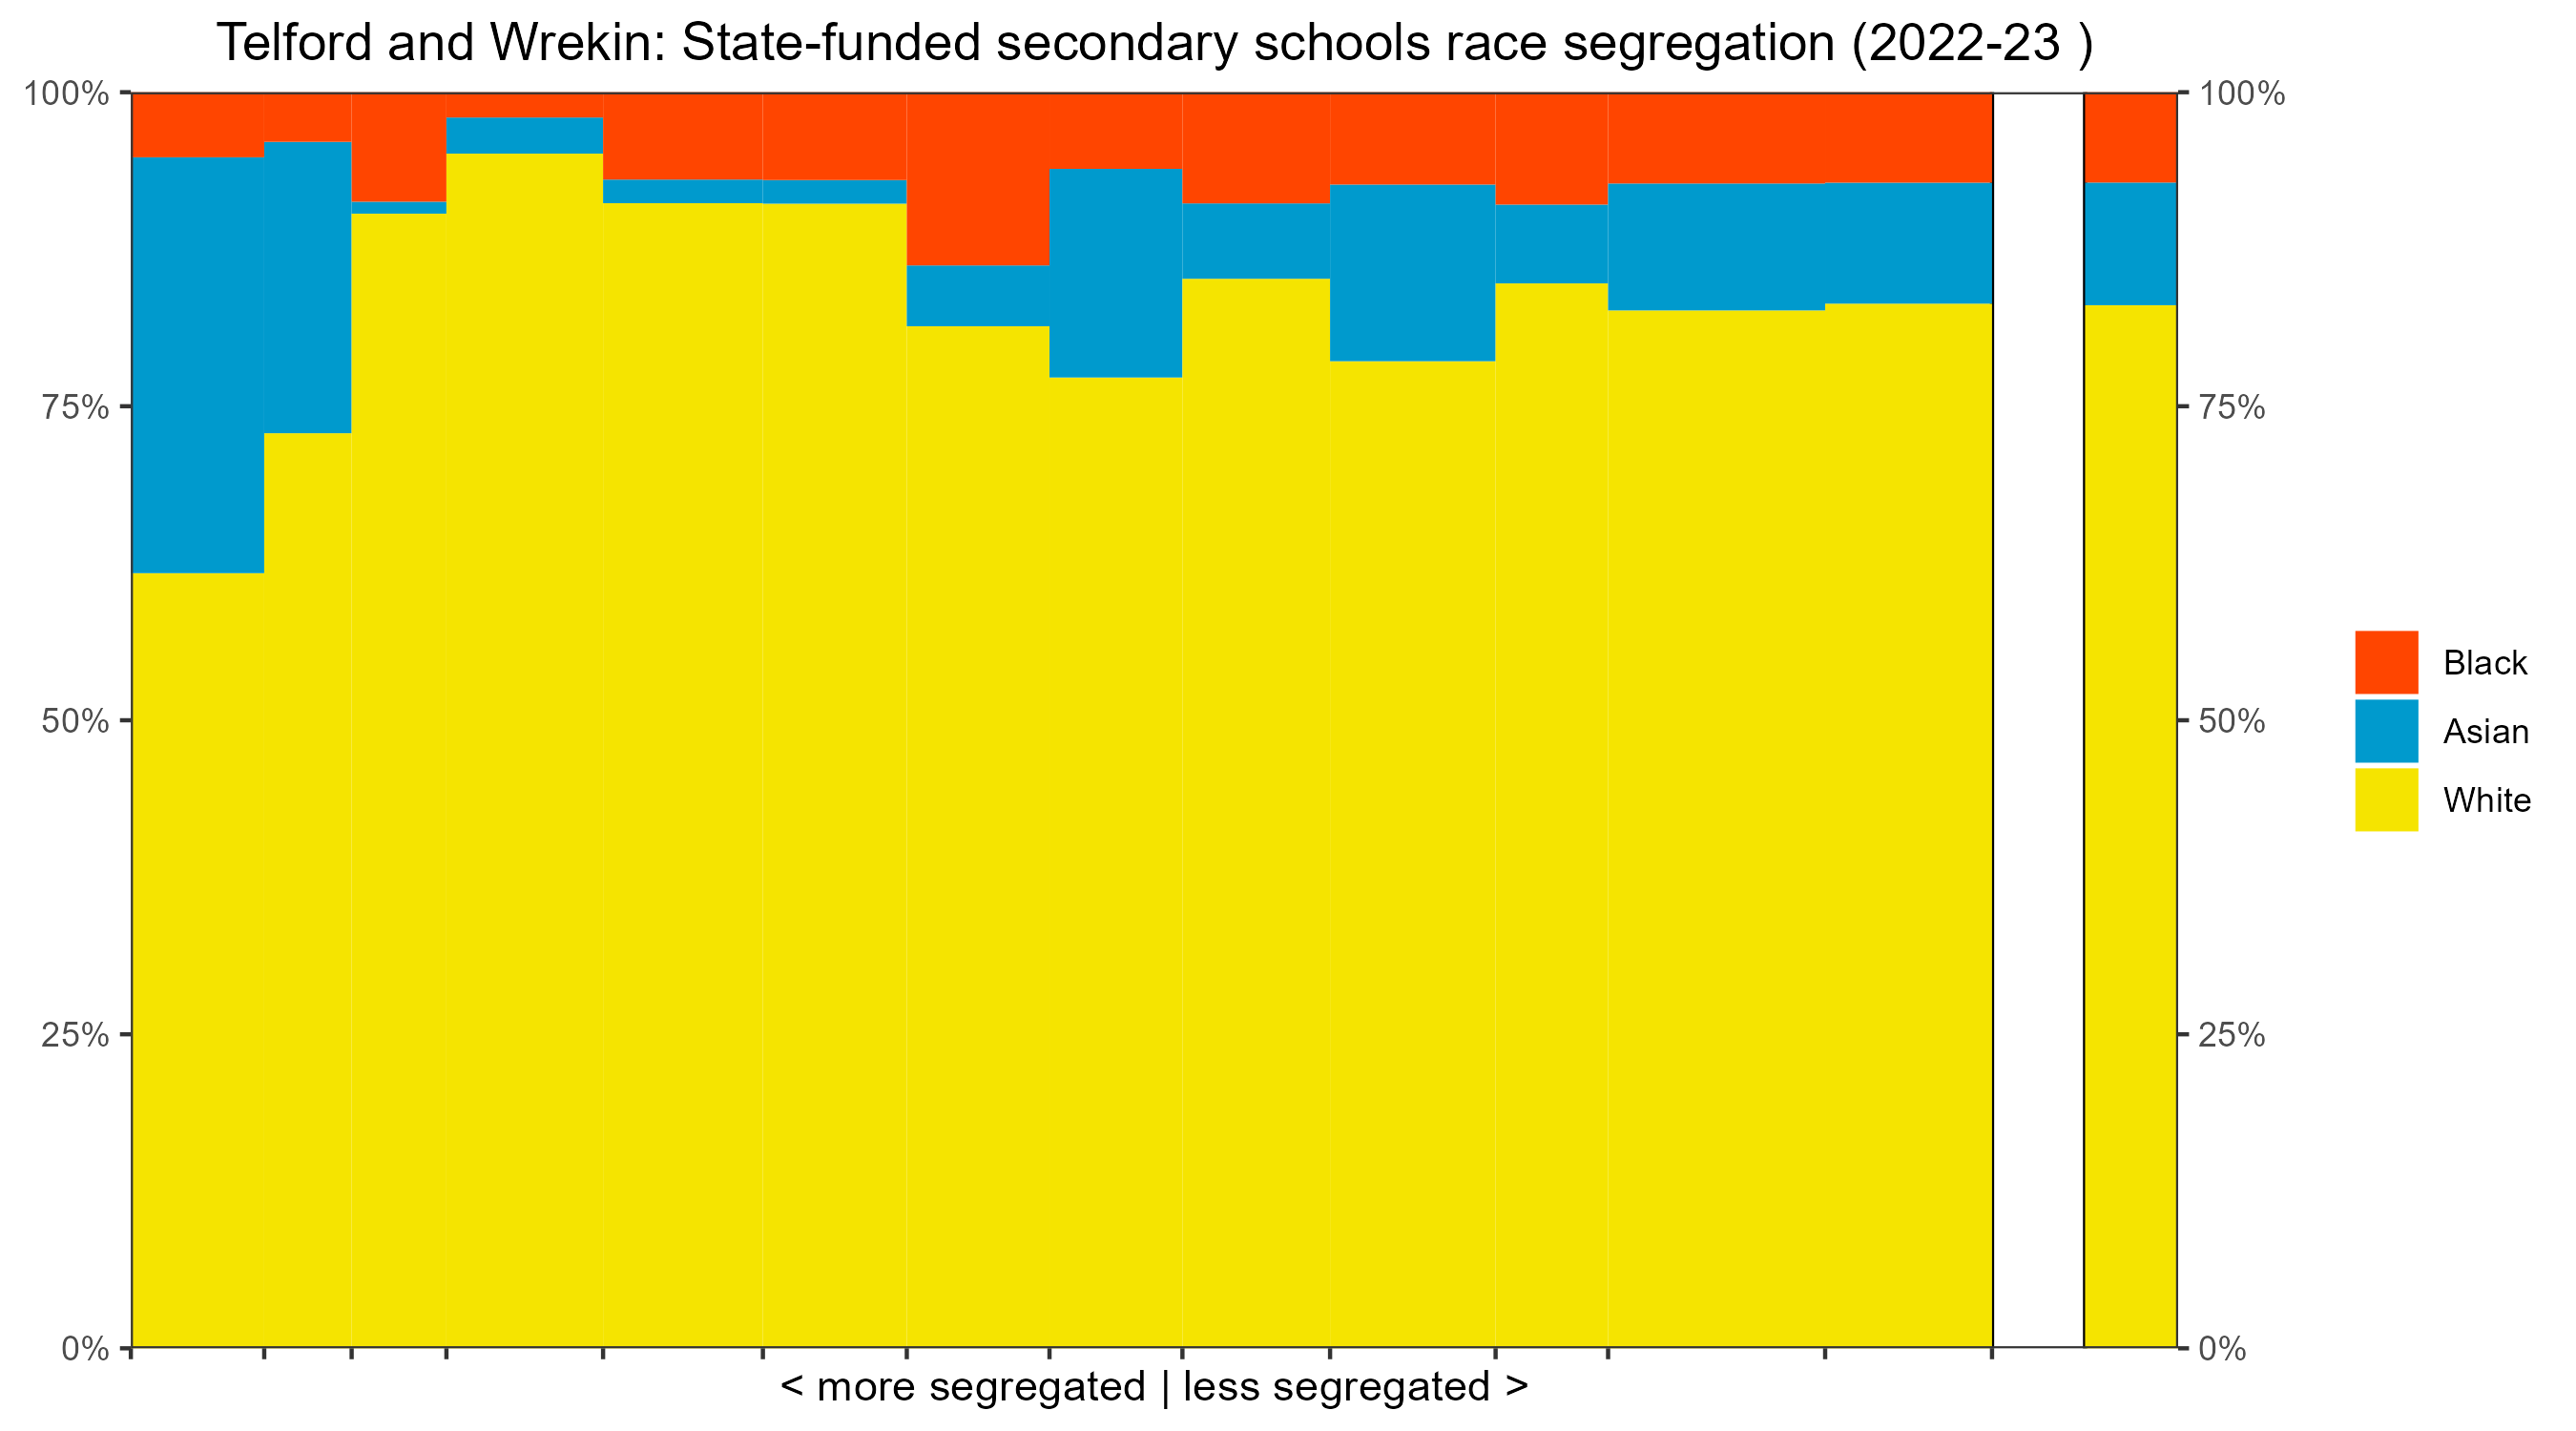 Telford and Wrekin: State-funded secondary schools race segregation (2022-23 )
100%
75%
50%
25%
0%
100%
75%
50%
25%
0%
Black
Asian
White
< more segregated | less segregated >